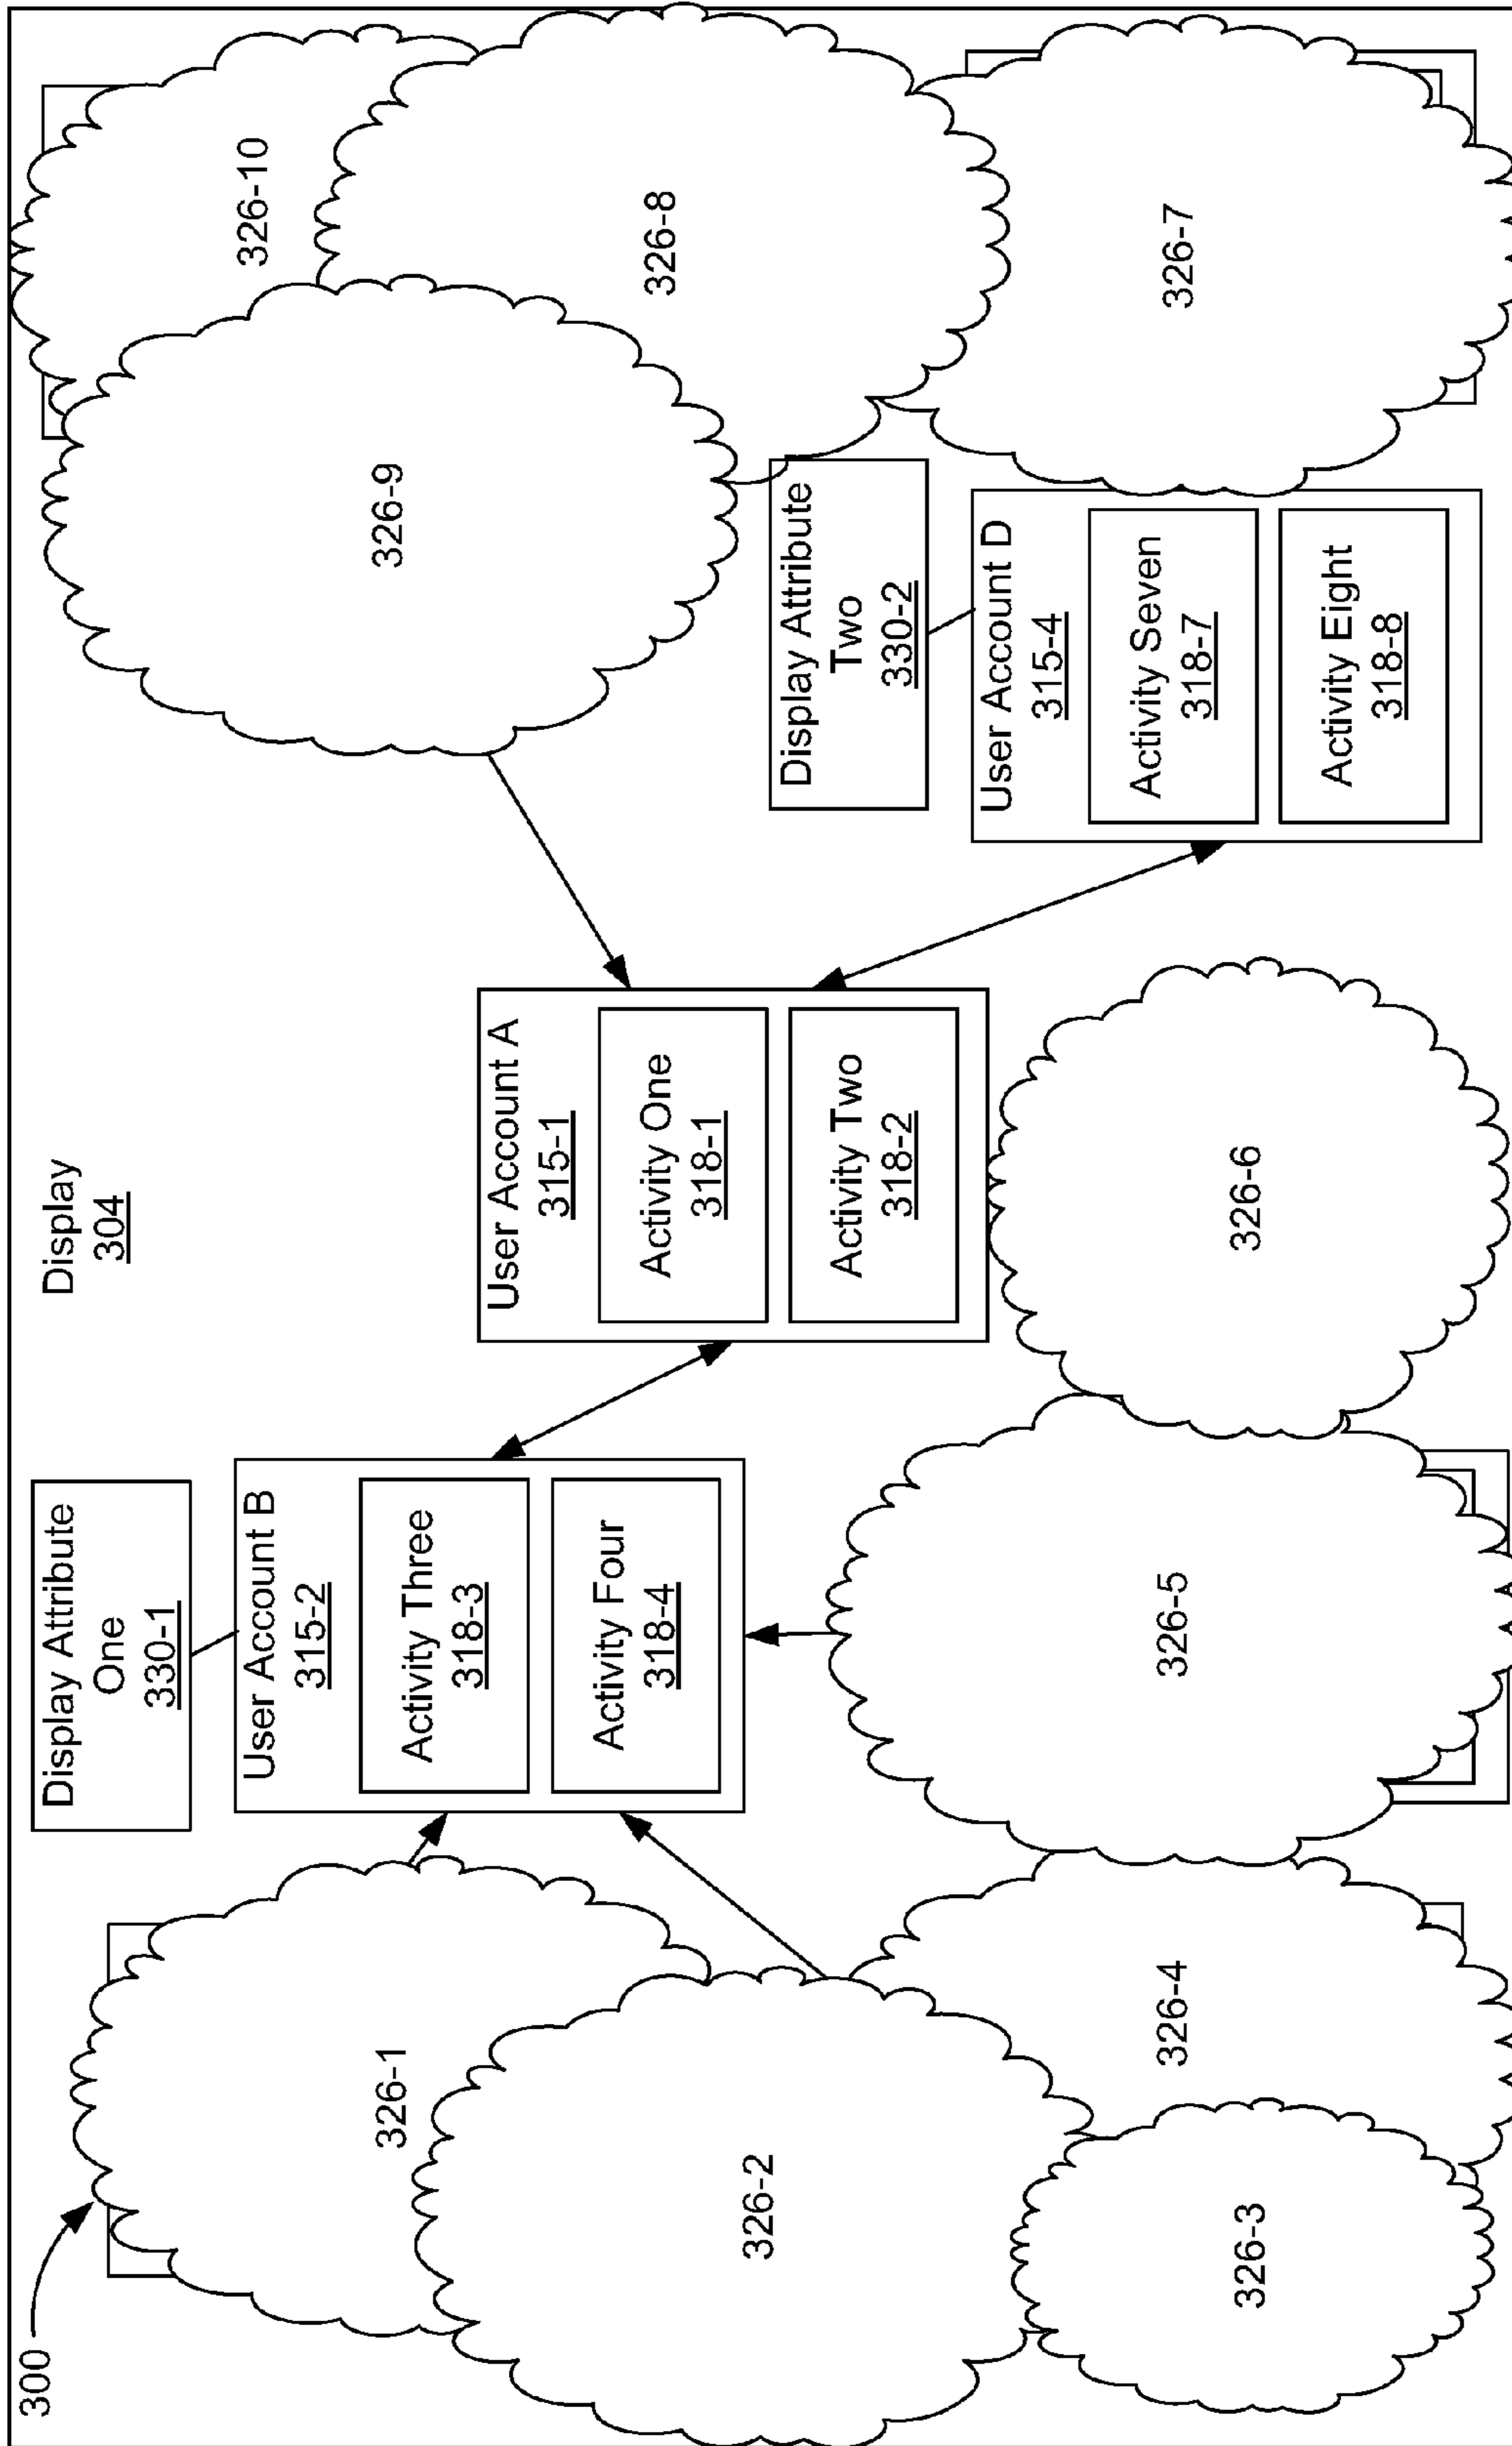 300
Display
304
Display Attribute
One
330-1
User Account B
315-2
Activity Three
318-3
Activity Four
318-4
User Account A
315-1
Activity One
318-1
Activity Two
318-2
Display Attribute
Two
330-2
User Account D
315-4
Activity Seven
318-7
Activity Eight
318-8
326-1
326-2
326-3
326-4
326-5
326-6
326-7
326-8
326-9
326-10